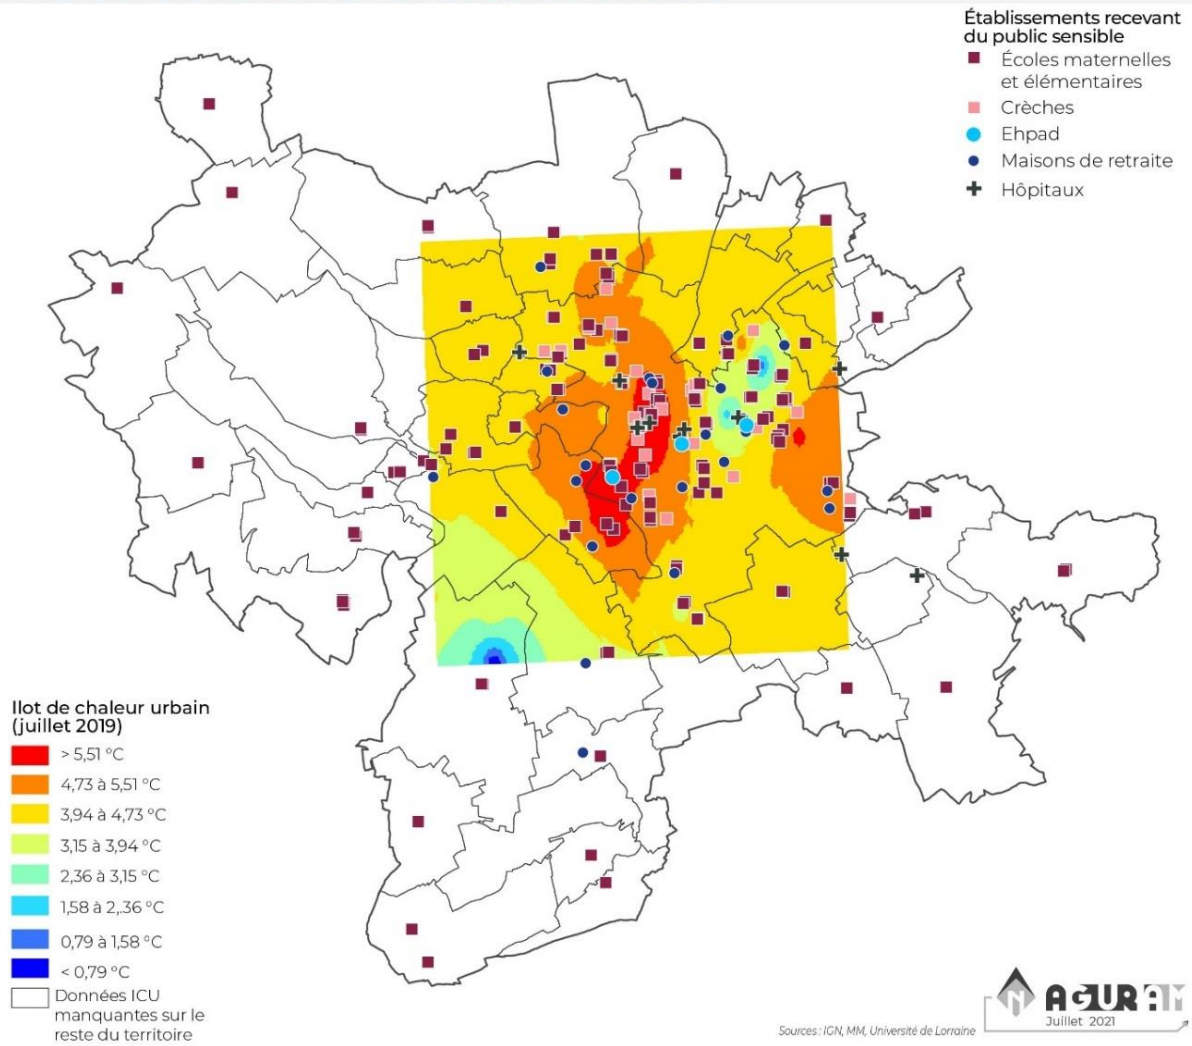 Établissements recevant
du public sensible
Écoles maternelles
et élémentaires
Crèches
Ehpad
Maisons de retraite
Hôpitaux
Ilot de chaleur urbain
(juillet 2019)
> 5,51 °C
4,73 à 5,51 °C
3,94 à 4,73 °C
3,15 à 3,94 °C
2,36 à 3,15 °C
1,58 à 2,.36 °C
0,79 à 1,58 °C
< 0,79 °C
Données ICU
manquantes sur le
reste du territoire
N
AGURAM
Juillet 2021
Sources : IGN, MM, Université de Lorraine